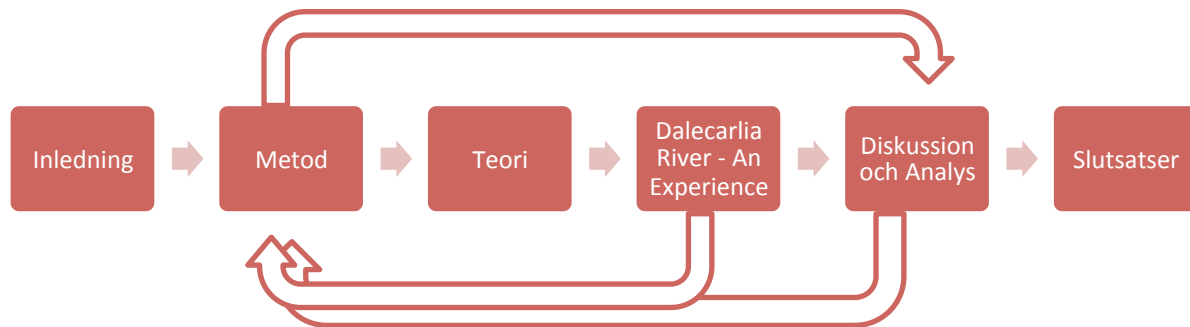 Inledning
Metod
Teori
Dalecarlia
River - An
Experience
Diskussion
och Analys
Slutsatser